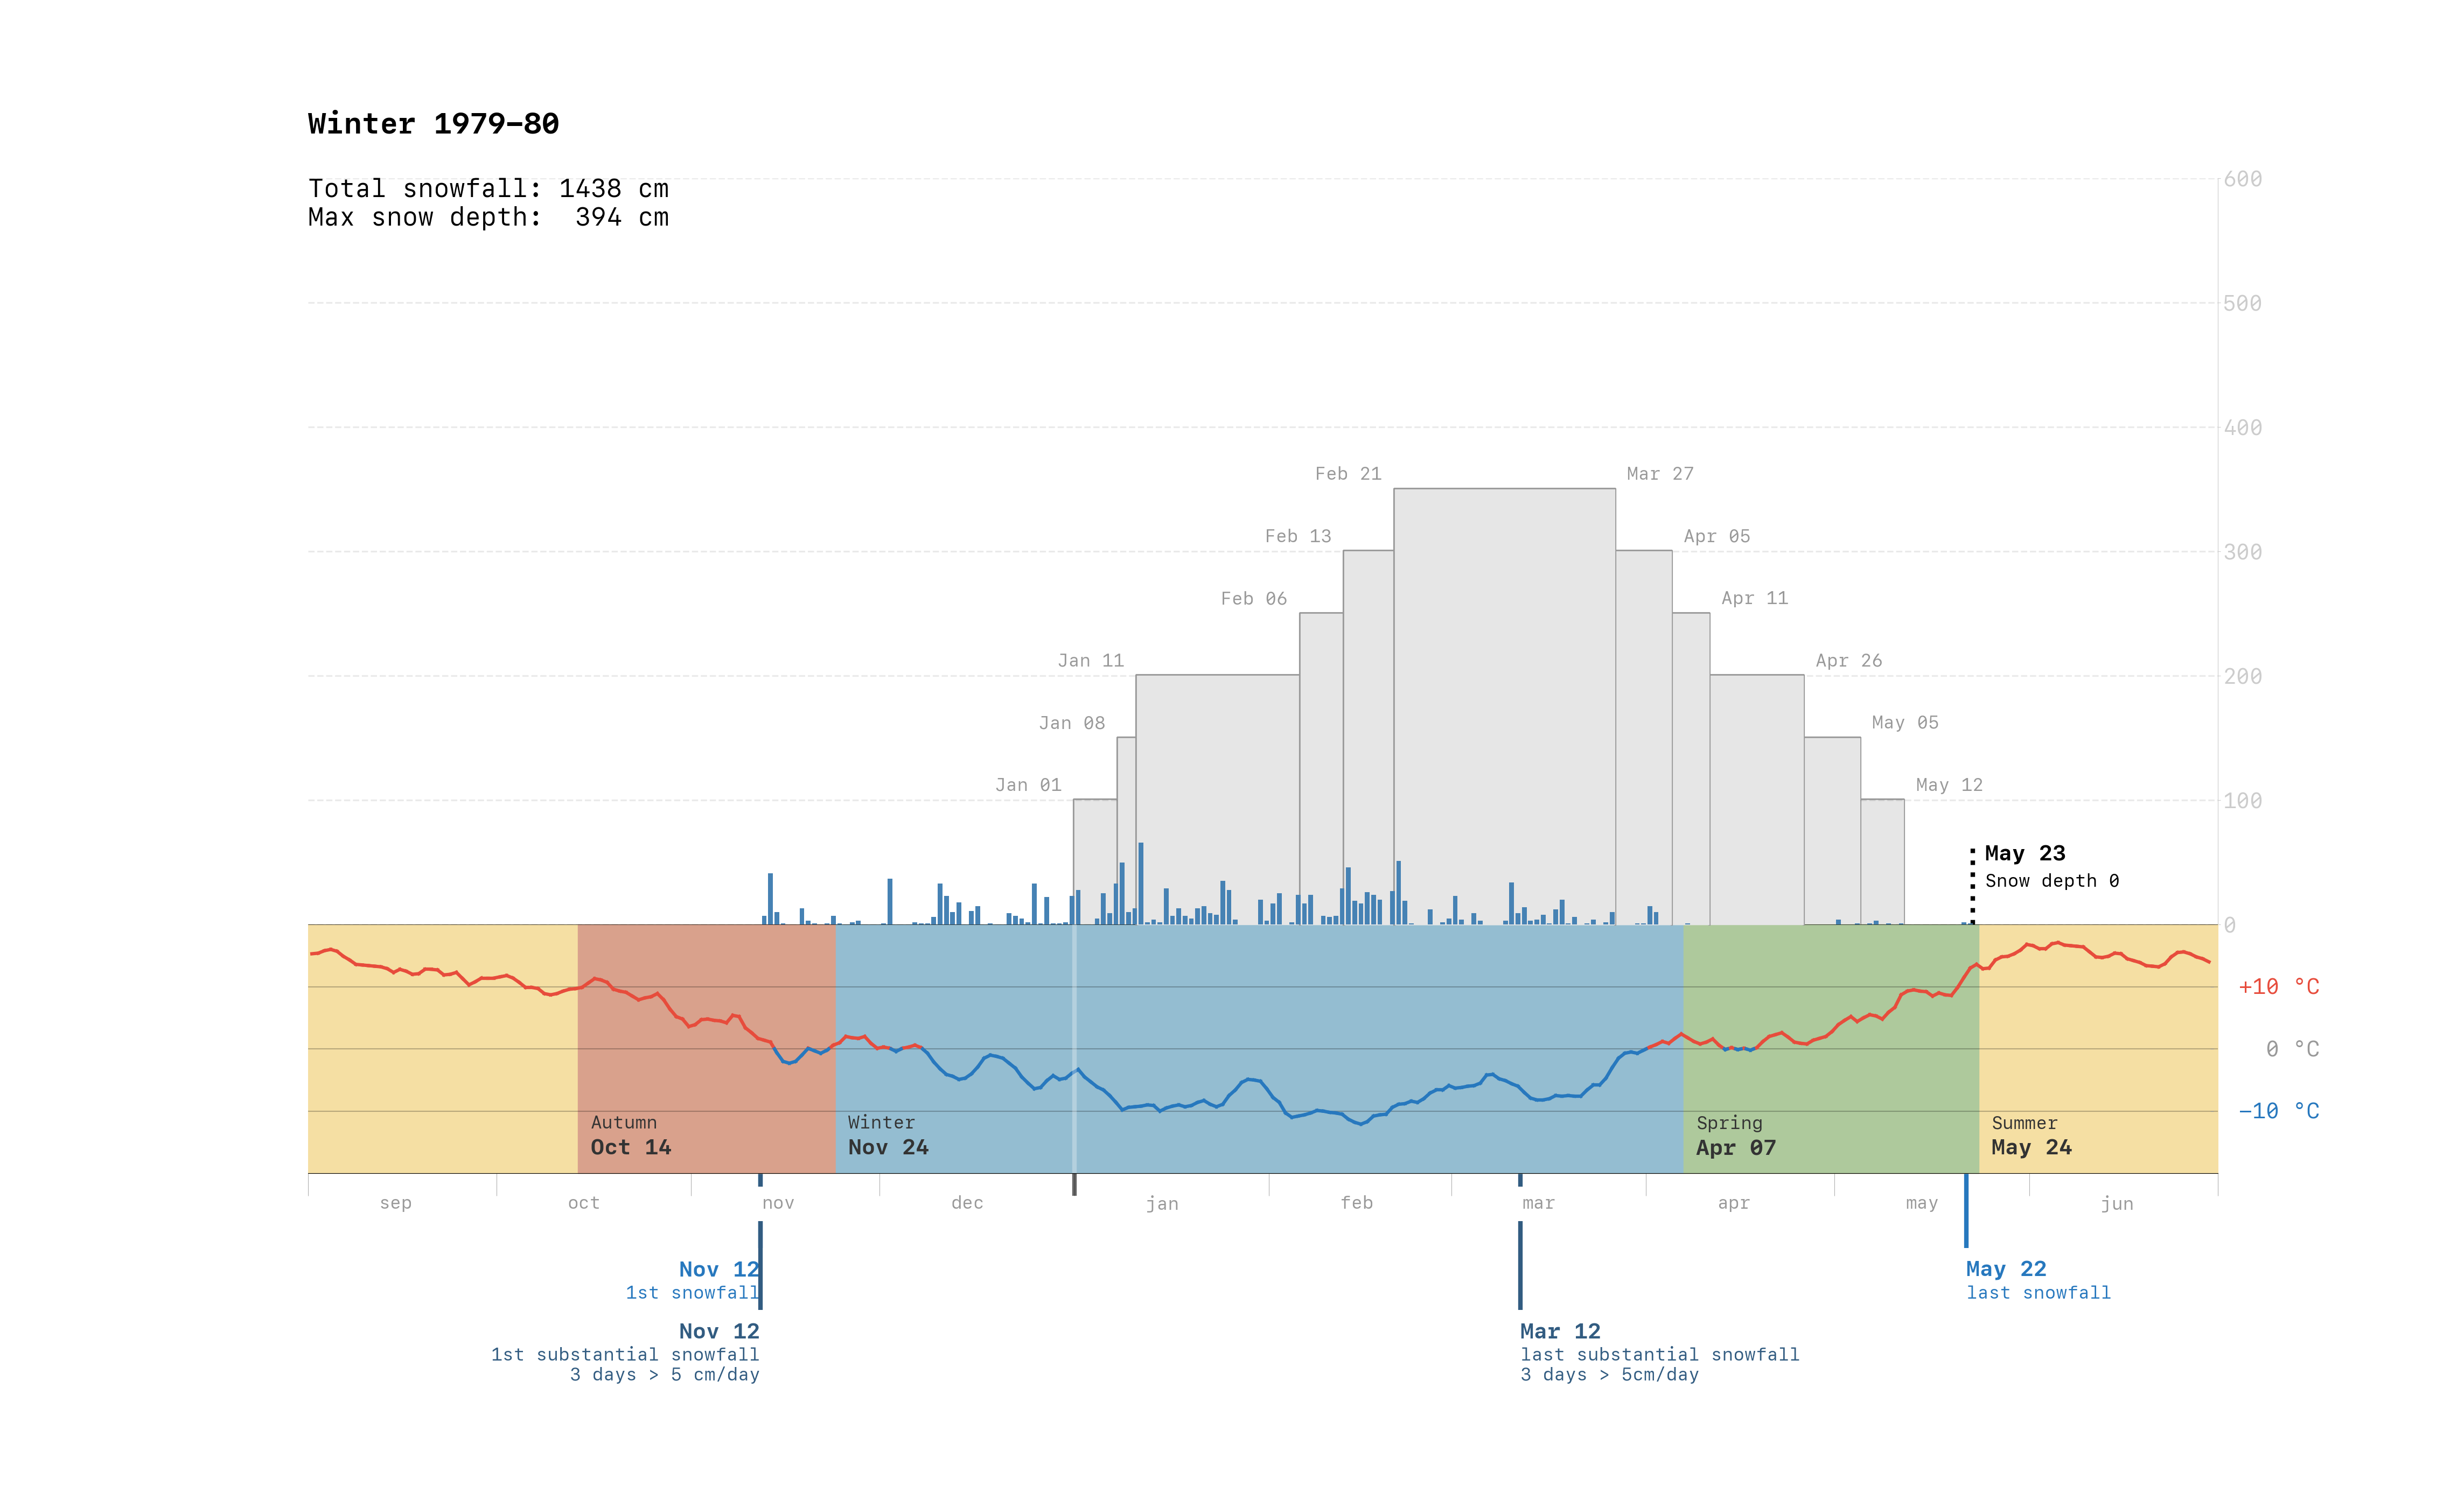 Winter 1979–80
Total snowfall: 1438 cm
Max snow depth: 394 cm
600
500
400
300
200
100
0
Feb 21
Mar 27
Feb 13
Apr 05
Feb 06
Apr 11
Jan 11
Apr 26
Jan 08
May 05
Jan 01
May 12
May 23
Snow depth 0
+10 °C
0 °C
−10 °C
Autumn
Oct 14
Winter
Nov 24
Spring
Apr 07
Summer
May 24
sep oct nov dec jan feb mar apr may jun
Nov 12
1st snowfall
Nov 12
1st substantial snowfall
3 days > 5 cm/day
Mar 12
last substantial snowfall
3 days > 5cm/day
May 22
last snowfall